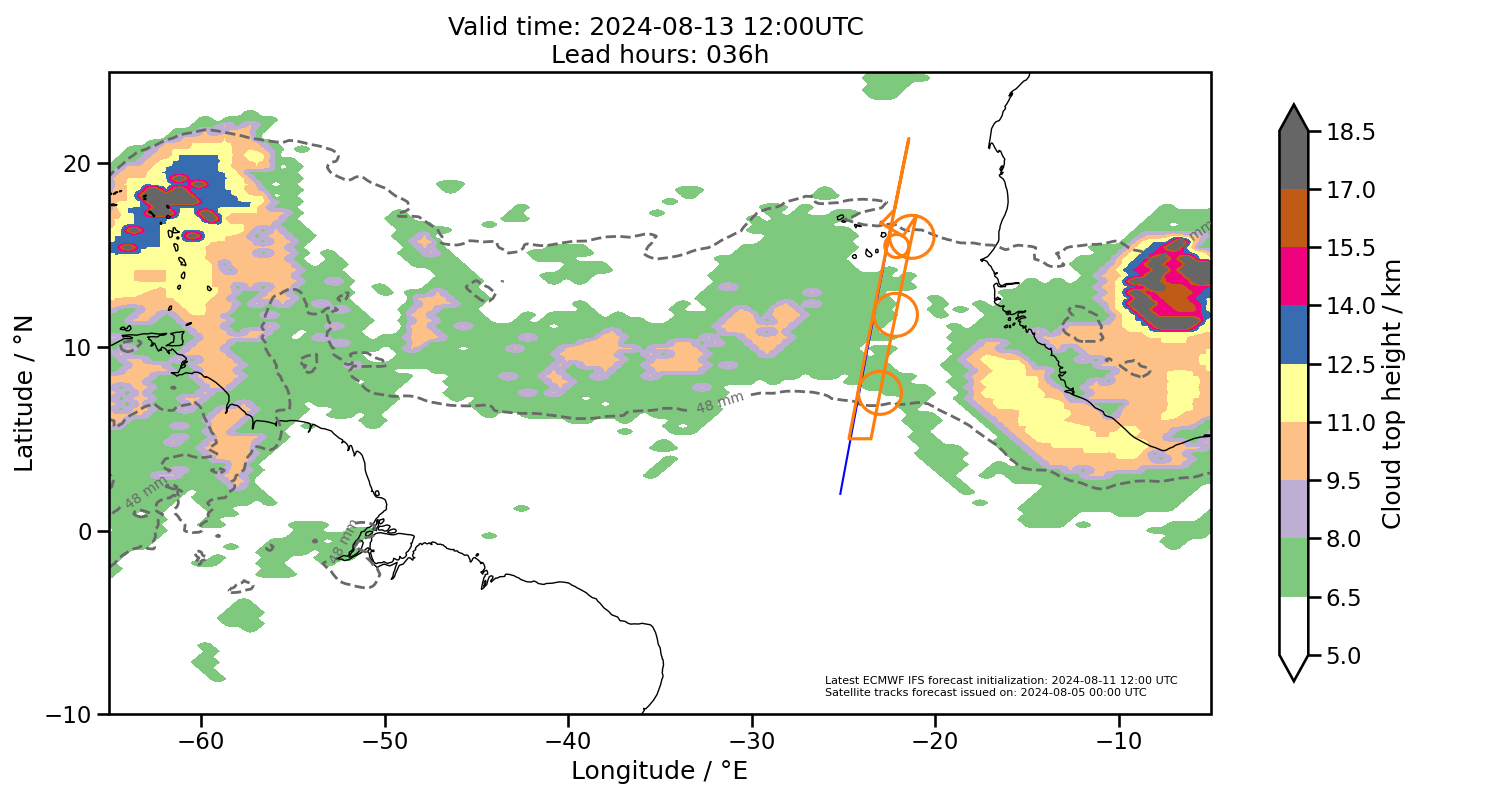 Valid time: 2024-08-13 12:00UTC
Lead hours: 036h
Latitude / °N
20
10
0
−10
−60
−50
−40
−30
−20
−10
Longitude / °E
48 mm
48 mm
48 mm
mm
Latest ECMWF IFS forecast initialization: 2024-08-11 12:00 UTC
Satellite tracks forecast issued on: 2024-08-05 00:00 UTC
18.5
17.0
15.5
14.0
12.5
11.0
9.5
8.0
6.5
5.0
Cloud top height / km